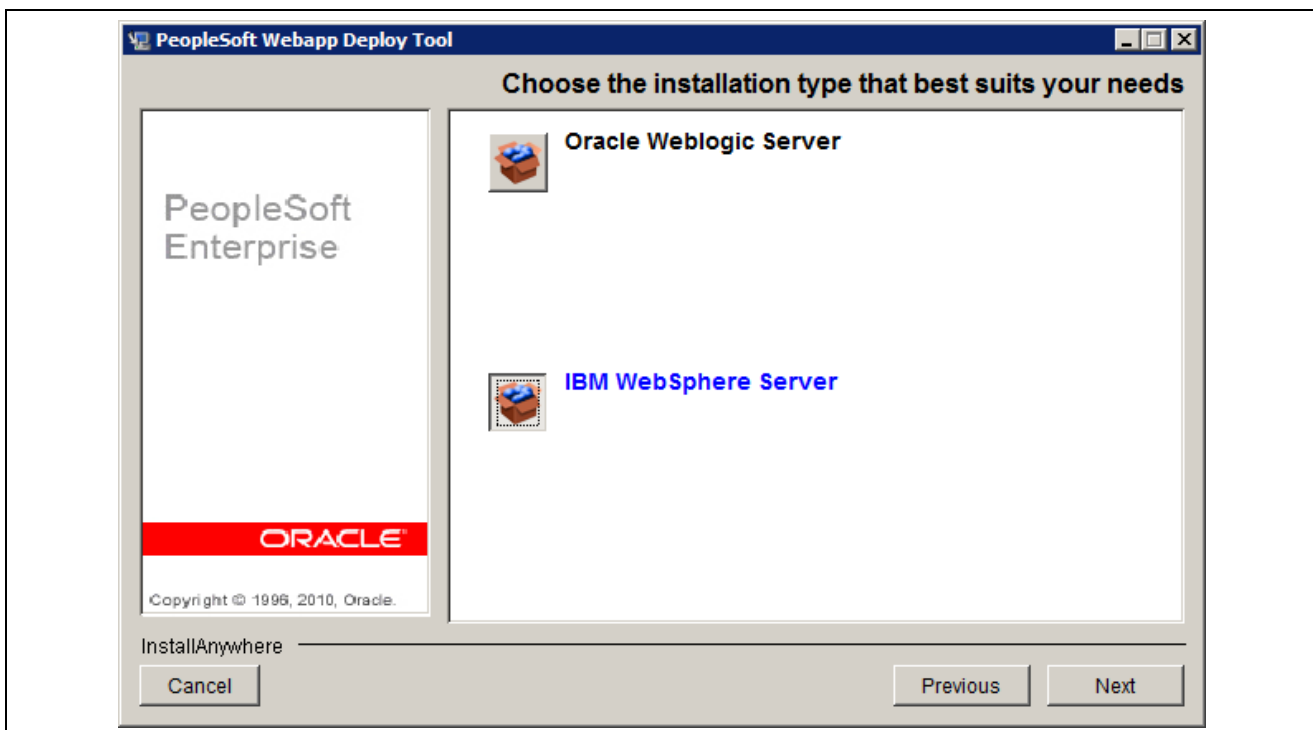 PeopleSoft Webapp Deploy Tool
Choose the installation type that best suits your needs
PeopleSoft
Enterprise
ORACLE
Copyright © 1996, 2010, Oracle.
Oracle Weblogic Server
IBM WebSphere Server
InstallAnywhere
Cancel
Previous
Next